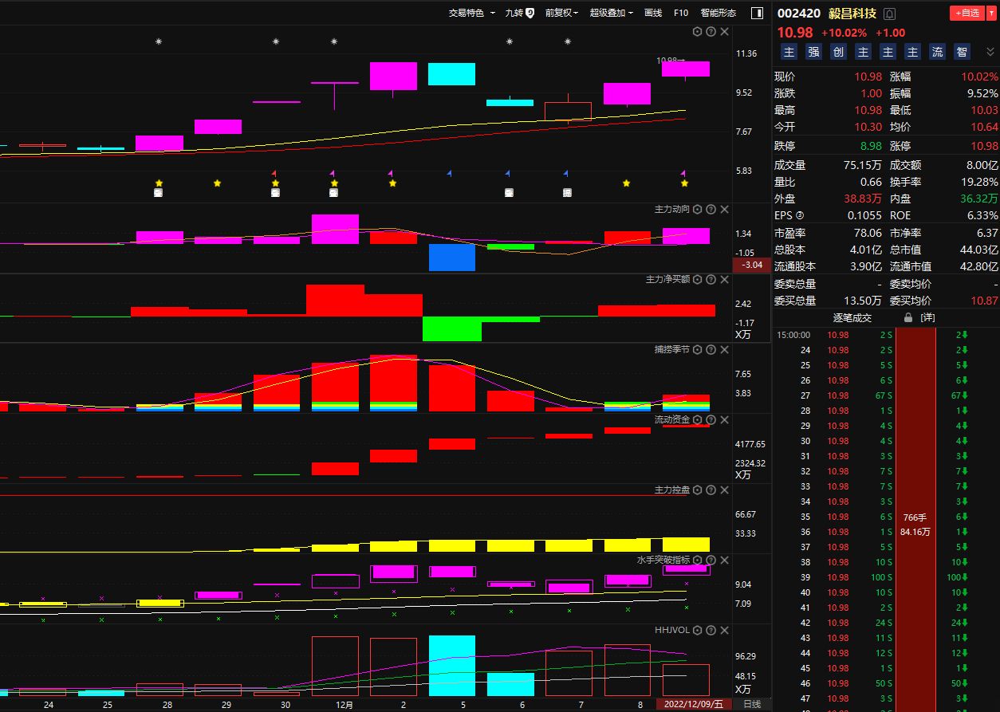 交易特色 九转 9 前复权 超级叠加 画线 F10 智能形态
002420 毅昌科技 +自选
10.98 +10.02% +1.00
主 强 创 主 主 主 流 智
10.98→
11.36
9.52
7.67
5.83
主力动向
1.34
-1.05
-3.04
主力净买额
2.42
-1.17
X万
捕捞季节
7.65
3.83
流动资金
4177.65
2324.32
X万
主力控盘
66.67
33.33
水手突破指标
9.04
7.09
HHJVOL
96.29
48.15
X万
24 25 28 29 30 12月 2 5 6 7 8 2022/12/09/五 日线
现价 10.98 涨幅 10.02%
涨跌 1.00 振幅 9.52%
最高 10.98 最低 10.03
今开 10.30 均价 10.64
跌停 8.98 涨停 10.98
成交量 75.15万 成交额 8.00亿
量比 0.66 换手率 19.28%
外盘 38.83万 内盘 36.32万
EPS ③ 0.1055 ROE 6.33%
市盈率 78.06 市净率 6.37
总股本 4.01亿 总市值 44.03亿
流通股本 3.90亿 流通市值 42.80亿
委卖总量 - 委卖均价 -
委买总量 13.50万 委买均价 10.87
逐笔成交 [详]
15:00:00 10.98 2 S 2
24 10.98 2 S 2
25 10.98 5 S 5
26 10.98 6 S 6
27 10.98 67 S 67
28 10.98 1 S 1
29 10.98 4 S 4
30 10.98 4 S 4
31 10.98 3 S 3
32 10.98 7 S 7
33 10.98 7 S 7
34 10.98 3 S 3
35 10.98 6 S 766手 6
36 10.98 1 S 84.16万 1
37 10.98 5 S 5
38 10.98 10 S 10
39 10.98 100 S 100
40 10.98 10 S 10
41 10.98 2 S 2
42 10.98 24 S 24
43 10.98 11 S 11
44 10.98 12 S 12
45 10.98 1 S 1
46 10.98 50 S 50
47 10.98 3 S 3